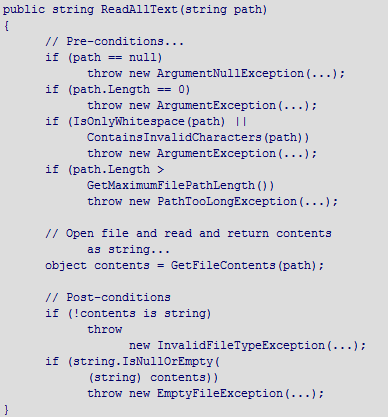 public string ReadAllText(string path)
{
// Pre-conditions...
if (path == null)
throw new ArgumentNullException(...);
if (path.Length == 0)
throw new ArgumentException(...);
if (IsOnlyWhitespace(path) ||
ContainsInvalidCharacters(path))
throw new ArgumentException(...);
if (path.Length >
GetMaximumFilePathLength())
throw new PathTooLongException(...);
// Open file and read and return contents
as string...
object contents = GetFileContents(path);
// Post-conditions
if (!contents is string)
throw
new InvalidFileTypeException(...);
if (string.IsNullOrEmpty(
(string) contents))
throw new EmptyFileException(...);
}